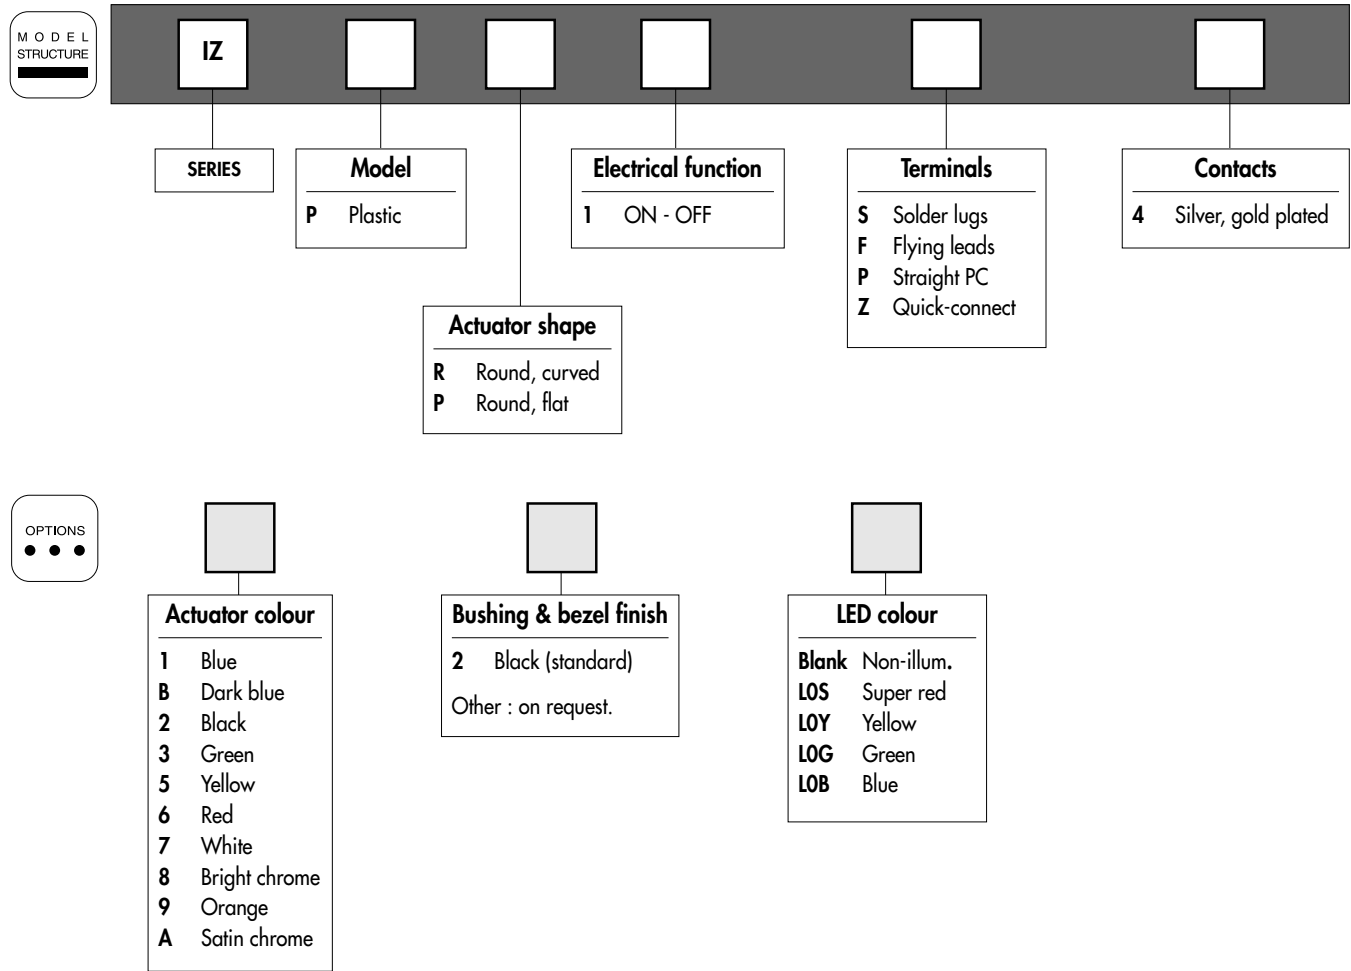 MODEL
STRUCTURE
IZ
SERIES
Model
P Plastic
Electrical function
1 ON - OFF
Terminals
S Solder lugs
F Flying leads
P Straight PC
Z Quick-connect
Contacts
4 Silver, gold plated
Actuator shape
R Round, curved
P Round, flat
OPTIONS
Actuator colour
1 Blue
B Dark blue
2 Black
3 Green
5 Yellow
6 Red
7 White
8 Bright chrome
9 Orange
A Satin chrome
Bushing & bezel finish
2 Black (standard)
Other : on request.
LED colour
Blank Non-illum.
L0S Super red
L0Y Yellow
L0G Green
L0B Blue